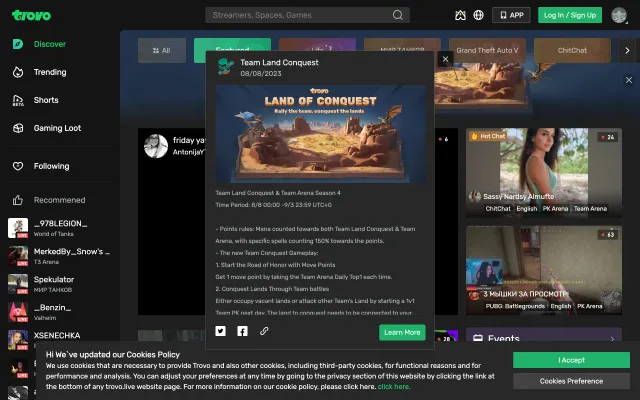 trovo
Streamers, Spaces, Games
APP
Log In / Sign Up
Discover
Trending
BETA
Shorts
Gaming Loot
Following
Recommened
_978LEGION_
World of Tanks
LIVE
MerkedBy_Snow's ...
T3 Arena
LIVE
Spekulator
МИР ТАНКОВ
LIVE
_Benzin_
Valheim
LIVE
XSENECHKA
LIVE
All
Featured
МИР ТАНКОВ
Grand Theft Auto V
ChitChat
Team Land Conquest
08/08/2023
trovo
LAND OF CONQUEST
Rally the team, conquest the lands
Team Land Conquest & Team Arena Season 4
Time Period: 8/8 00:00 -9/3 23:59 UTC+0
- Points rules: Mana counted towards both Team Land Conquest & Team
Arena, with specific spells counting 150% towards the points.
- The new Team Conquest Gameplay:
1. Start the Road of Honor with Move Points
Get 1 move point by taking the Team Arena Daily Top1 each time.
2. Conquest Lands Through Team battles
Either occupy vacant lands or attack other Team's Land by starting a 1v1
Team PK next day. The land to conquest needs to be connected to your
Learn More
friday ya
AntonijaY
6
28
Hot Chat
24
Sassy Nardsy Almufte
ChitChat English PK Arena Team Arena
63
3 МЫШКИ ЗА ПРОСМОТР!
PUBG: Battlegrounds English PK Arena
Events
Hi We`ve updated our Cookies Policy
We use cookies that are necessary to provide Trovo and also other cookies, including third-party cookies, for functional reasons and for
performance and analysis. You can adjust your preferences at any time by going to the privacy section of this website by clicking the link at
the bottom of any trovo.live website page. For more information on our cookie policy, please click here. click here.
I Accept
Cookies Preference